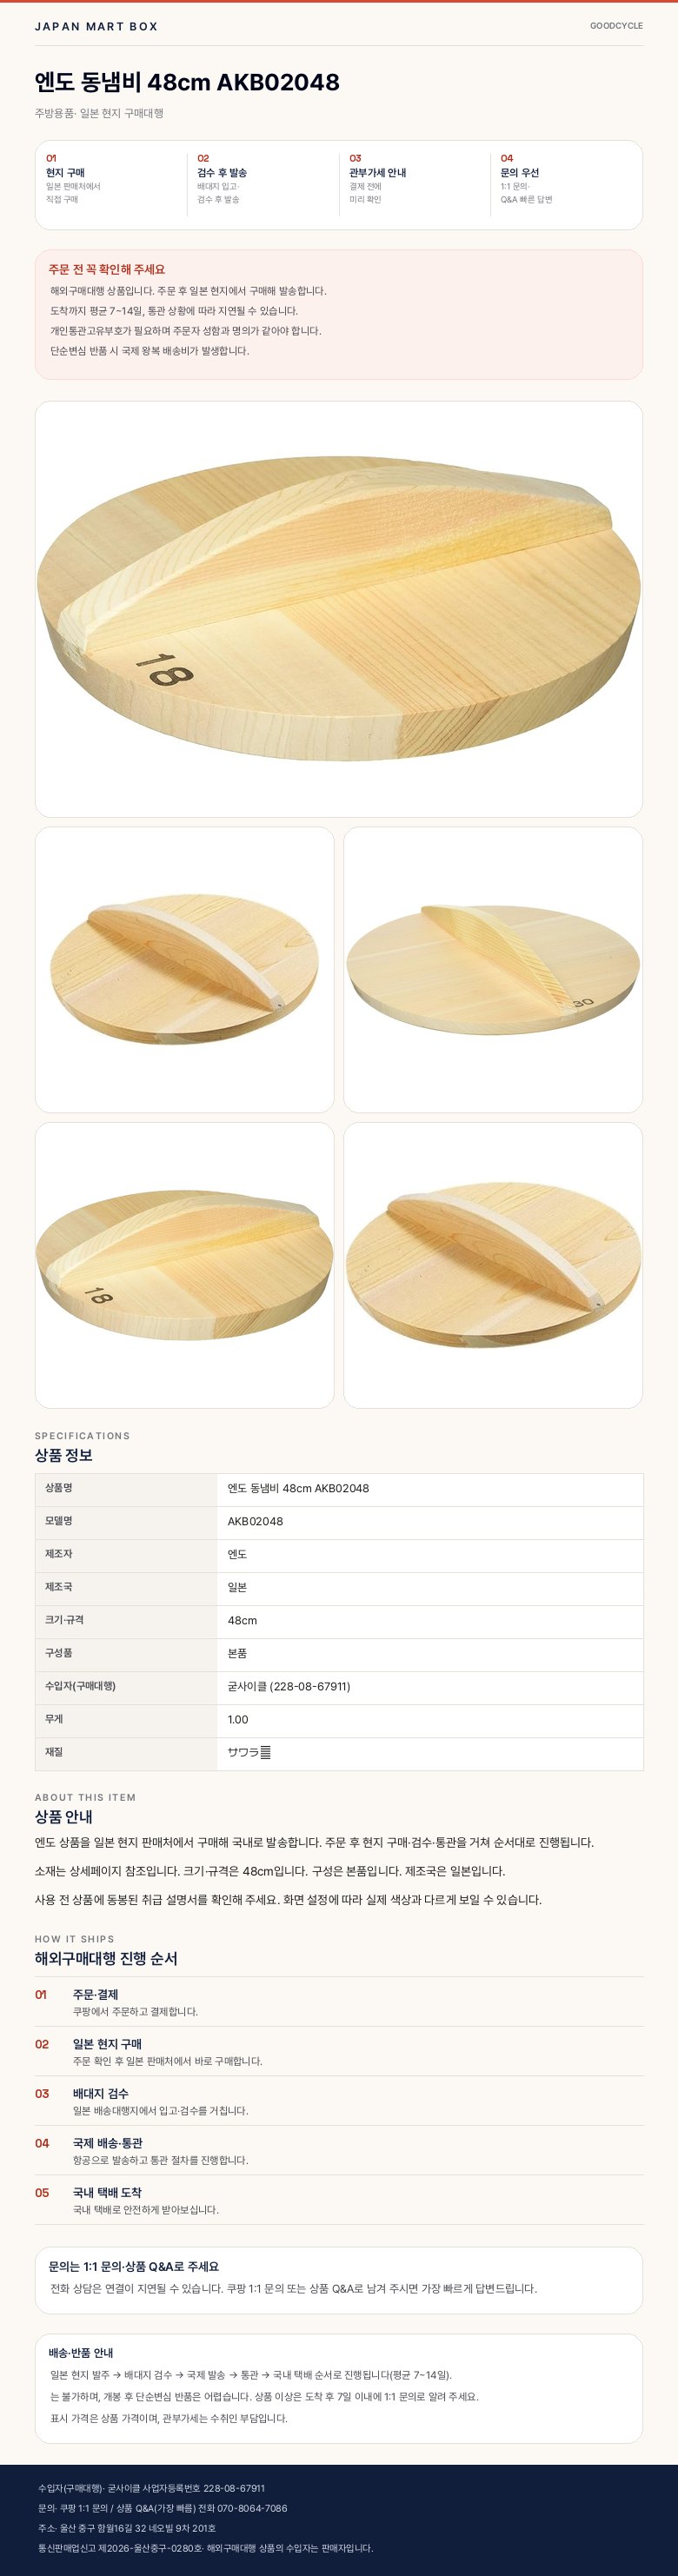 JAPAN MART BOX
GOODCYCLE
엔도 동냄비 48cm AKB02048
주방용품· 일본 현지 구매대행
01
현지 구매
일본 판매처에서
직접 구매
02
검수 후 발송
배대지 입고·
검수 후 발송
03
관부가세 안내
결제 전에
미리 확인
04
문의 우선
1:1 문의·
Q&A 빠른 답변
주문 전 꼭 확인해 주세요
해외구매대행 상품입니다. 주문 후 일본 현지에서 구매해 발송합니다.
도착까지 평균 7~14일, 통관 상황에 따라 지연될 수 있습니다.
개인통관고유부호가 필요하며 주문자 성함과 명의가 같아야 합니다.
단순변심 반품 시 국제 왕복 배송비가 발생합니다.
18
30
18
SPECIFICATIONS
상품 정보
상품명 엔도 동냄비 48cm AKB02048
모델명 AKB02048
제조자 엔도
제조국 일본
크기·규격 48cm
구성품 본품
수입자(구매대행) 굳사이클 (228-08-67911)
무게 1.00
재질 サワラ
ABOUT THIS ITEM
상품 안내
엔도 상품을 일본 현지 판매처에서 구매해 국내로 발송합니다. 주문 후 현지 구매·검수·통관을 거쳐 순서대로 진행됩니다.
소재는 상세페이지 참조입니다. 크기·규격은 48cm입니다. 구성은 본품입니다. 제조국은 일본입니다.
사용 전 상품에 동봉된 취급 설명서를 확인해 주세요. 화면 설정에 따라 실제 색상과 다르게 보일 수 있습니다.
HOW IT SHIPS
해외구매대행 진행 순서
01 주문·결제
쿠팡에서 주문하고 결제합니다.
02 일본 현지 구매
주문 확인 후 일본 판매처에서 바로 구매합니다.
03 배대지 검수
일본 배송대행지에서 입고·검수를 거칩니다.
04 국제 배송·통관
항공으로 발송하고 통관 절차를 진행합니다.
05 국내 택배 도착
국내 택배로 안전하게 받아보십니다.
문의는 1:1 문의·상품 Q&A로 주세요
전화 상담은 연결이 지연될 수 있습니다. 쿠팡 1:1 문의 또는 상품 Q&A로 남겨 주시면 가장 빠르게 답변드립니다.
배송·반품 안내
일본 현지 발주 → 배대지 검수 → 국제 발송 → 통관 → 국내 택배 순서로 진행됩니다(평균 7~14일).
는 불가하며, 개봉 후 단순변심 반품은 어렵습니다. 상품 이상은 도착 후 7일 이내에 1:1 문의로 알려 주세요.
표시 가격은 상품 가격이며, 관부가세는 수취인 부담입니다.
수입자(구매대행)· 굳사이클 사업자등록번호 228-08-67911
문의· 쿠팡 1:1 문의 / 상품 Q&A(가장 빠름) 전화 070-8064-7086
주소· 울산 중구 함월16길 32 네오빌 9차 201호
통신판매업신고 제2026-울산중구-0280호· 해외구매대행 상품의 수입자는 판매자입니다.